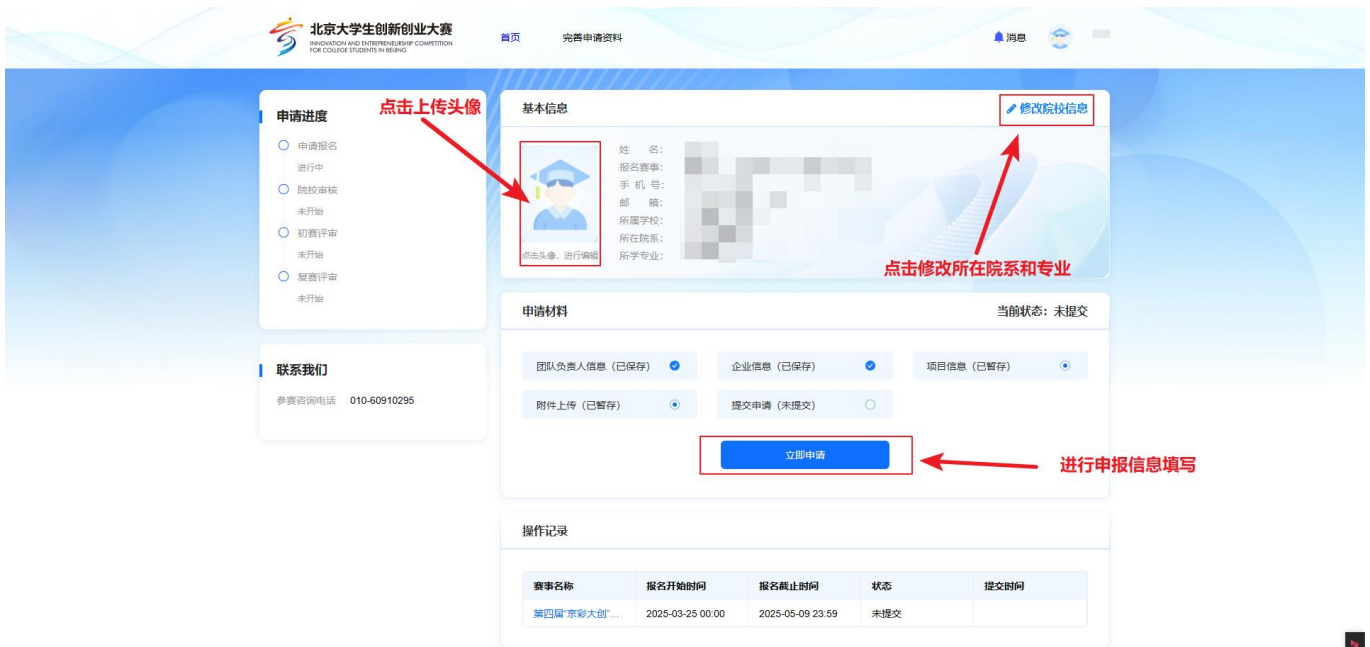 北京大学生创新创业大赛
INNOVATION AND ENTREPRENEURSHIP COMPETITION
FOR COLLEGE STUDENTS IN BEIJING
首页 完善申请资料 消息
申请进度
申请报名
进行中
院校审核
未开始
初赛评审
未开始
复赛评审
未开始
联系我们
参赛咨询电话 010-60910295
点击上传头像
基本信息 修改院校信息
姓 名:
报名赛事:
手 机 号:
邮 箱:
所属学校:
所在院系:
所学专业:
点击头像，进行编辑
点击修改所在院系和专业
申请材料 当前状态：未提交
团队负责人信息（已保存） 企业信息（已保存） 项目信息（已暂存）
附件上传（已暂存） 提交申请（未提交）
立即申请
进行申报信息填写
操作记录
赛事名称 报名开始时间 报名截止时间 状态 提交时间
第四届"京彩大创"... 2025-03-25 00:00 2025-05-09 23:59 未提交